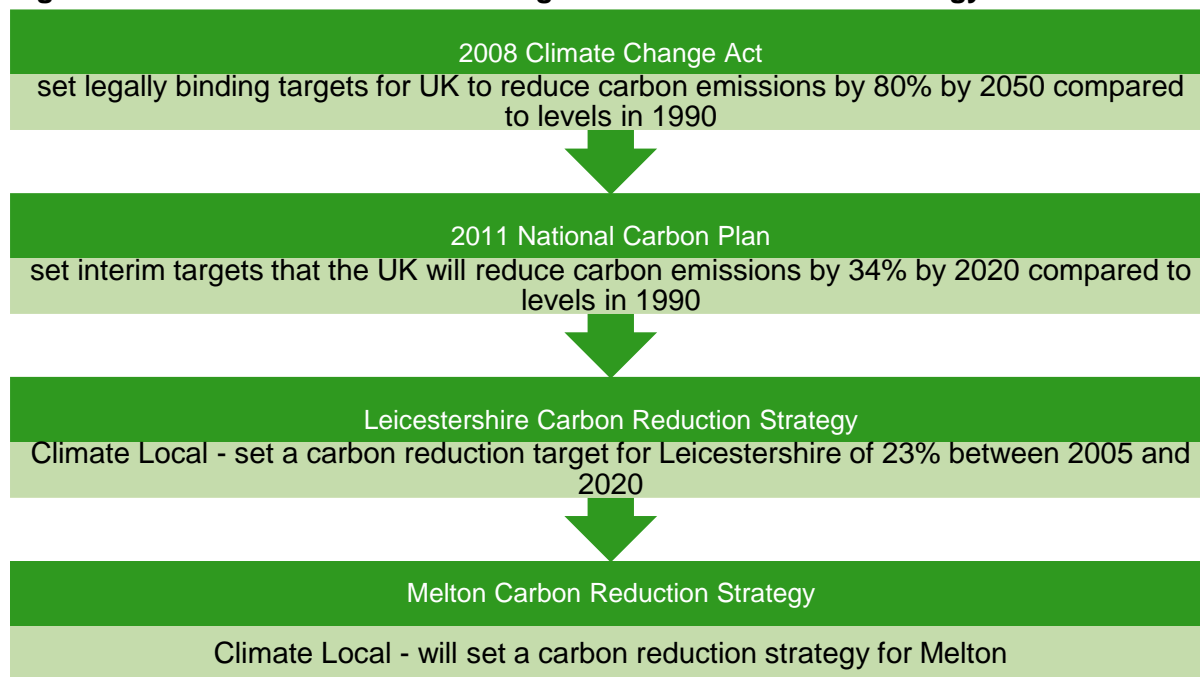 2008 Climate Change Act
set legally binding targets for UK to reduce carbon emissions by 80% by 2050 compared
to levels in 1990
2011 National Carbon Plan
set interim targets that the UK will reduce carbon emissions by 34% by 2020 compared to
levels in 1990
Leicestershire Carbon Reduction Strategy
Climate Local - set a carbon reduction target for Leicestershire of 23% between 2005 and
2020
Melton Carbon Reduction Strategy
Climate Local - will set a carbon reduction strategy for Melton